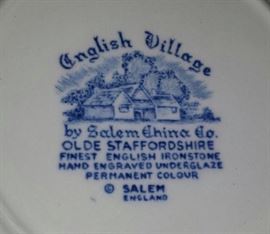 English Village
by Salem China Co.
OLDE STAFFORDSHIRE
FINEST ENGLISH IRONSTONE
HAND ENGRAVED UNDERGLAZE
PERMANENT COLOUR
© SALEM
ENGLAND